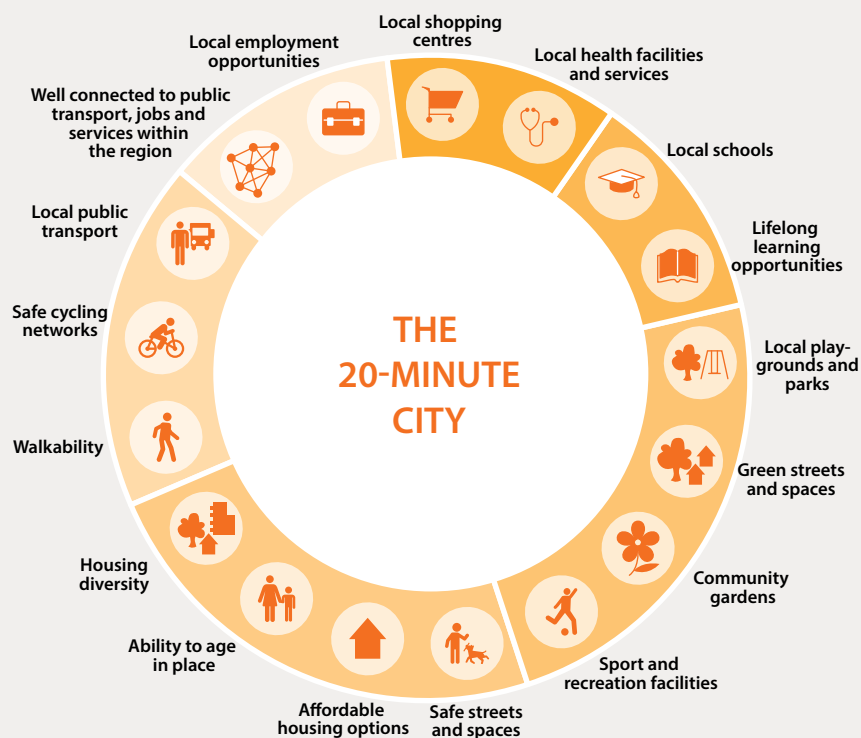 Local shopping
centres
Local health facilities
and services
Local schools
Lifelong
learning
opportunities
Local play-
grounds and
parks
Green streets
and spaces
Community
gardens
Sport and
recreation facilities
Safe streets
and spaces
Affordable
housing options
Ability to age
in place
Housing
diversity
Walkability
Safe cycling
networks
Local public
transport
Well connected to public
transport, jobs and
services within
the region
Local employment
opportunities
THE
20-MINUTE
CITY